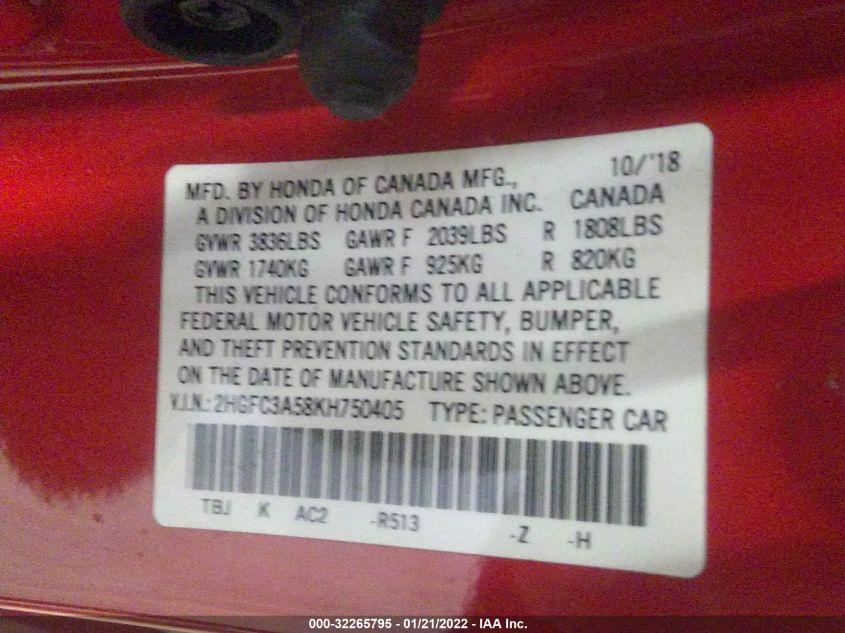 MFD. BY HONDA OF CANADA MFG., 10/'18
A DIVISION OF HONDA CANADA INC. CANADA
GVWR 3836LBS GAWR F 2039LBS R 1808LBS
GVWR 1740KG GAWR F 925KG R 820KG
THIS VEHICLE CONFORMS TO ALL APPLICABLE
FEDERAL MOTOR VEHICLE SAFETY, BUMPER,
AND THEFT PREVENTION STANDARDS IN EFFECT
ON THE DATE OF MANUFACTURE SHOWN ABOVE.
V.I.N.: 2HGFC3A58KH750405 TYPE: PASSENGER CAR
TBJ K AC2 -R513 -Z -H
000-32265795 - 01/21/2022 - IAA Inc.